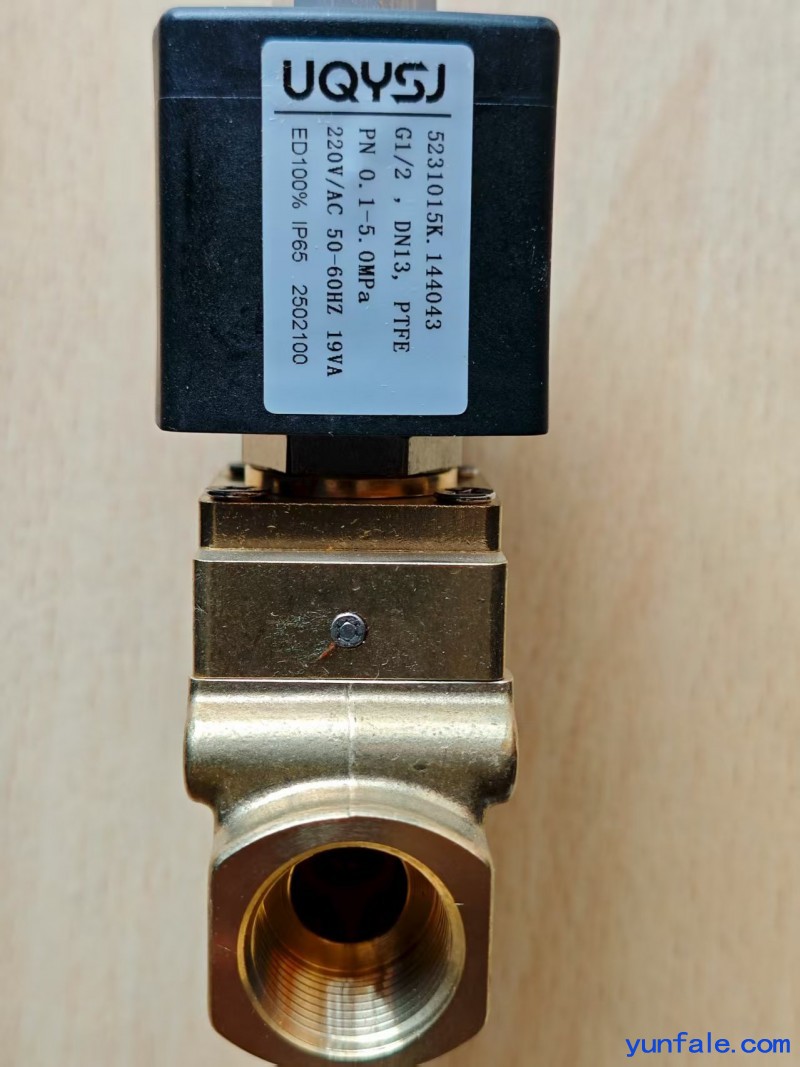 UQYSJ
5231015K.144043
G1/2 , DN13, PTFE
PN 0.1-5.0MPa
220V/AC 50-60HZ 19VA
ED100% IP65 2502100
yunfale.com